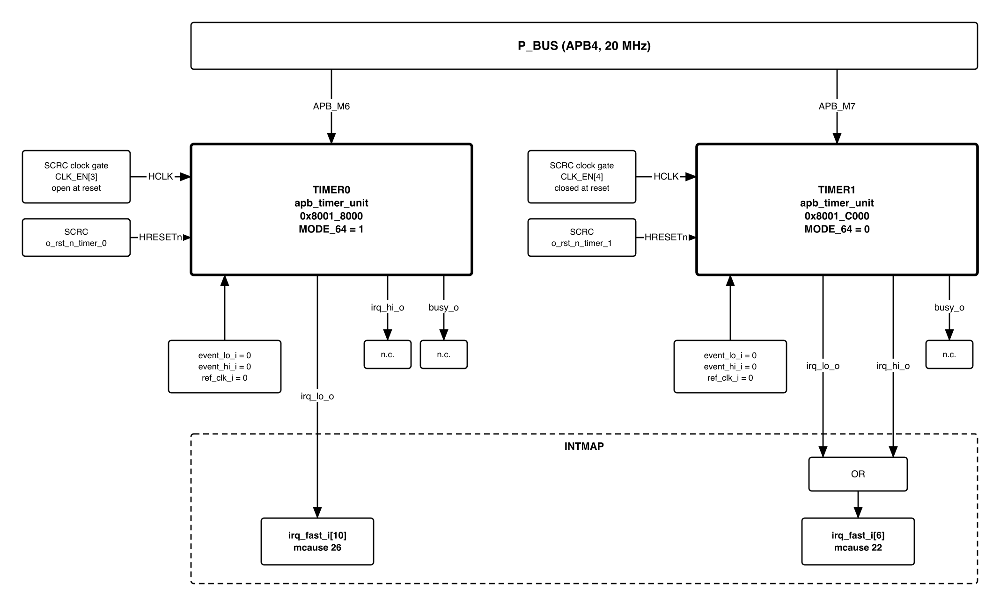 P_BUS (APB4, 20 MHz)
APB_M6
APB_M7
SCRC clock gate
CLK_EN[3]
open at reset
HCLK
SCRC
o_rst_n_timer_0
HRESETn
TIMER0
apb_timer_unit
0x8001_8000
MODE_64 = 1
SCRC clock gate
CLK_EN[4]
closed at reset
HCLK
SCRC
o_rst_n_timer_1
HRESETn
TIMER1
apb_timer_unit
0x8001_C000
MODE_64 = 0
event_lo_i = 0
event_hi_i = 0
ref_clk_i = 0
irq_lo_o
irq_hi_o
n.c.
busy_o
n.c.
event_lo_i = 0
event_hi_i = 0
ref_clk_i = 0
irq_lo_o
irq_hi_o
busy_o
n.c.
INTMAP
OR
irq_fast_i[10]
mcause 26
irq_fast_i[6]
mcause 22